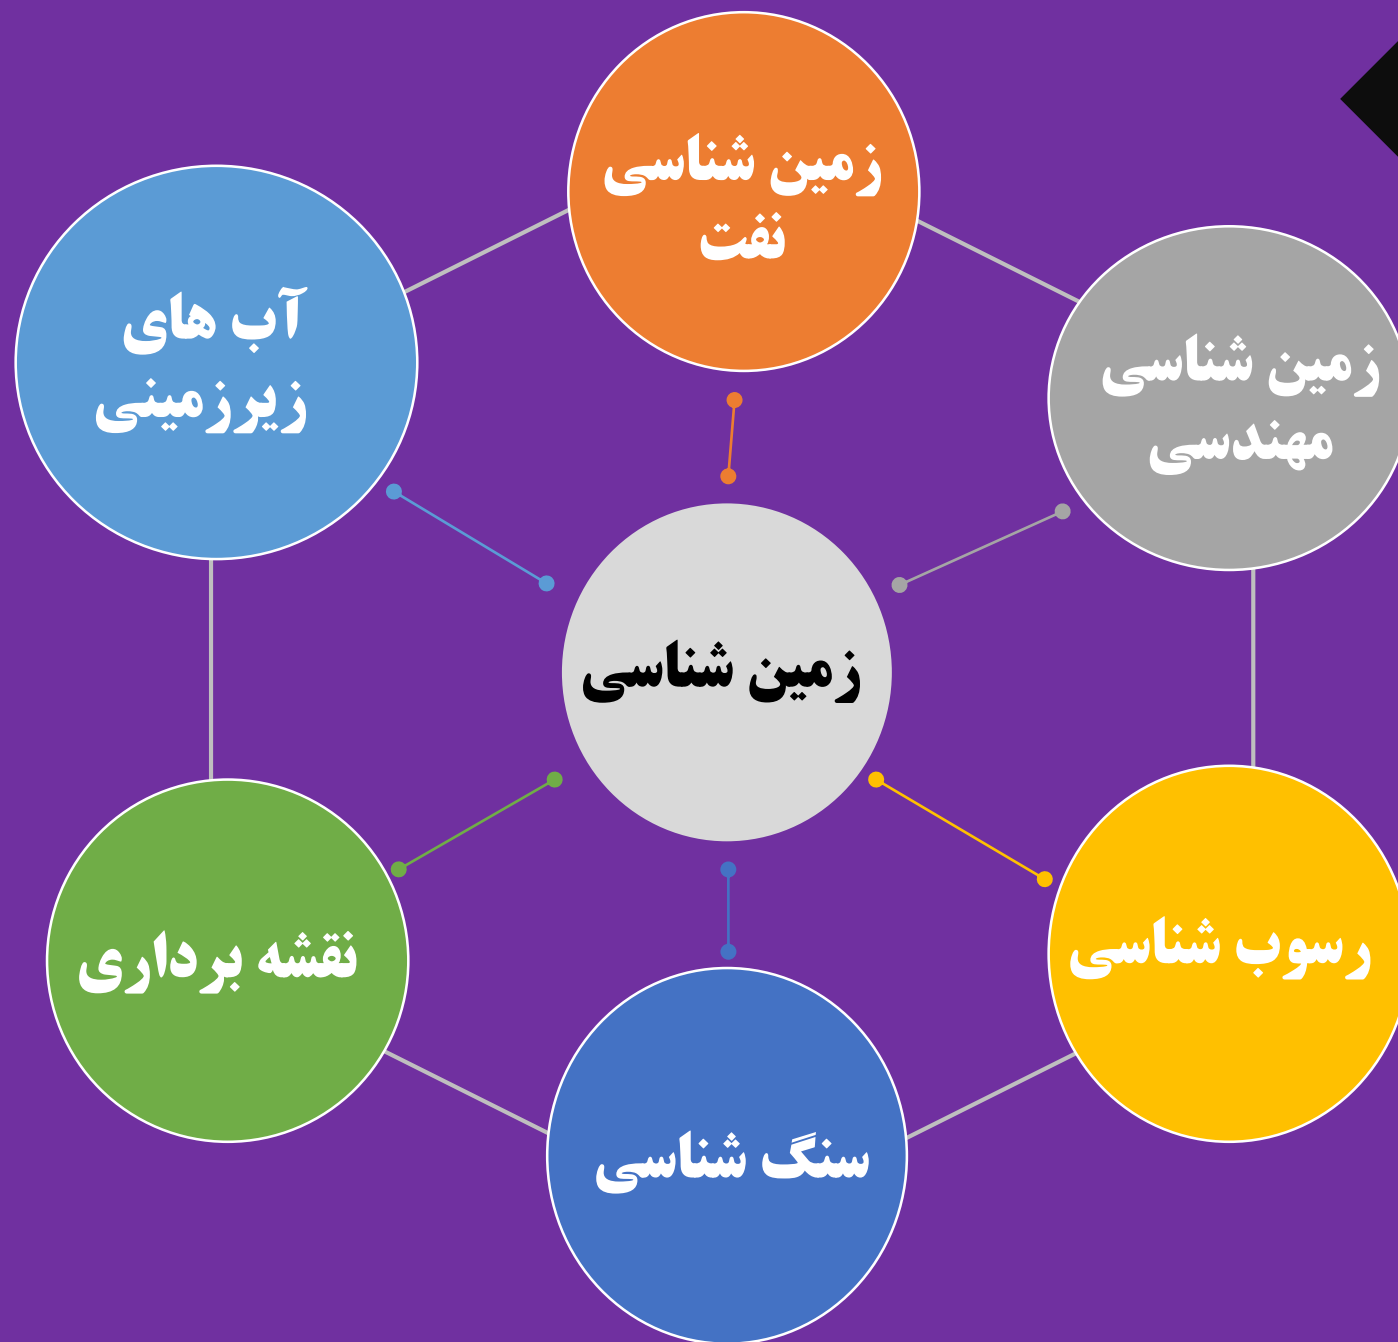 زمین شناسی
نفت
زمین شناسی
مهندسی
آب های
زیرزمینی
زمین شناسی
رسوب شناسی
نقشه برداری
سنگ شناسی